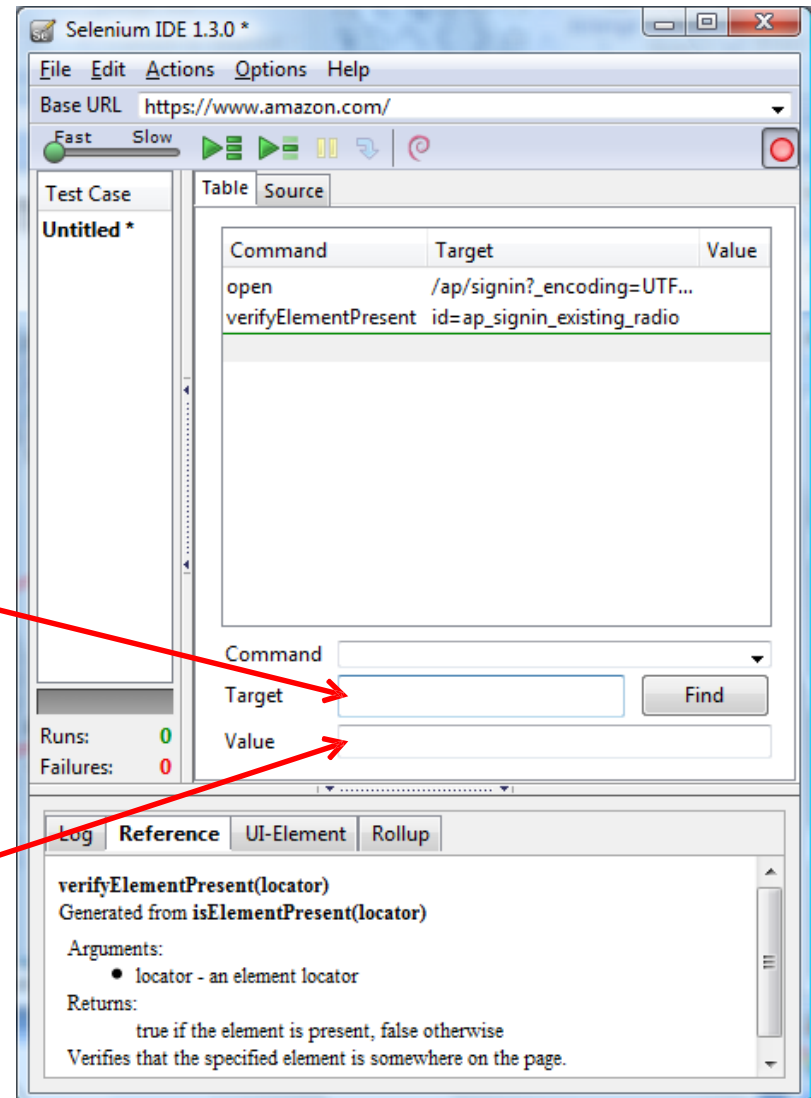 Selenium IDE 1.3.0 *
File Edit Actions Options Help
Base URL https://www.amazon.com/
Fast Slow
Test Case
Untitled *
Table Source
Command Target Value
open /ap/signin?_encoding=UTF...
verifyElementPresent id=ap_signin_existing_radio
Command
Target Find
Value
Runs: 0
Failures: 0
Log Reference UI-Element Rollup
verifyElementPresent(locator)
Generated from isElementPresent(locator)
Arguments:
● locator - an element locator
Returns:
true if the element is present, false otherwise
Verifies that the specified element is somewhere on the page.